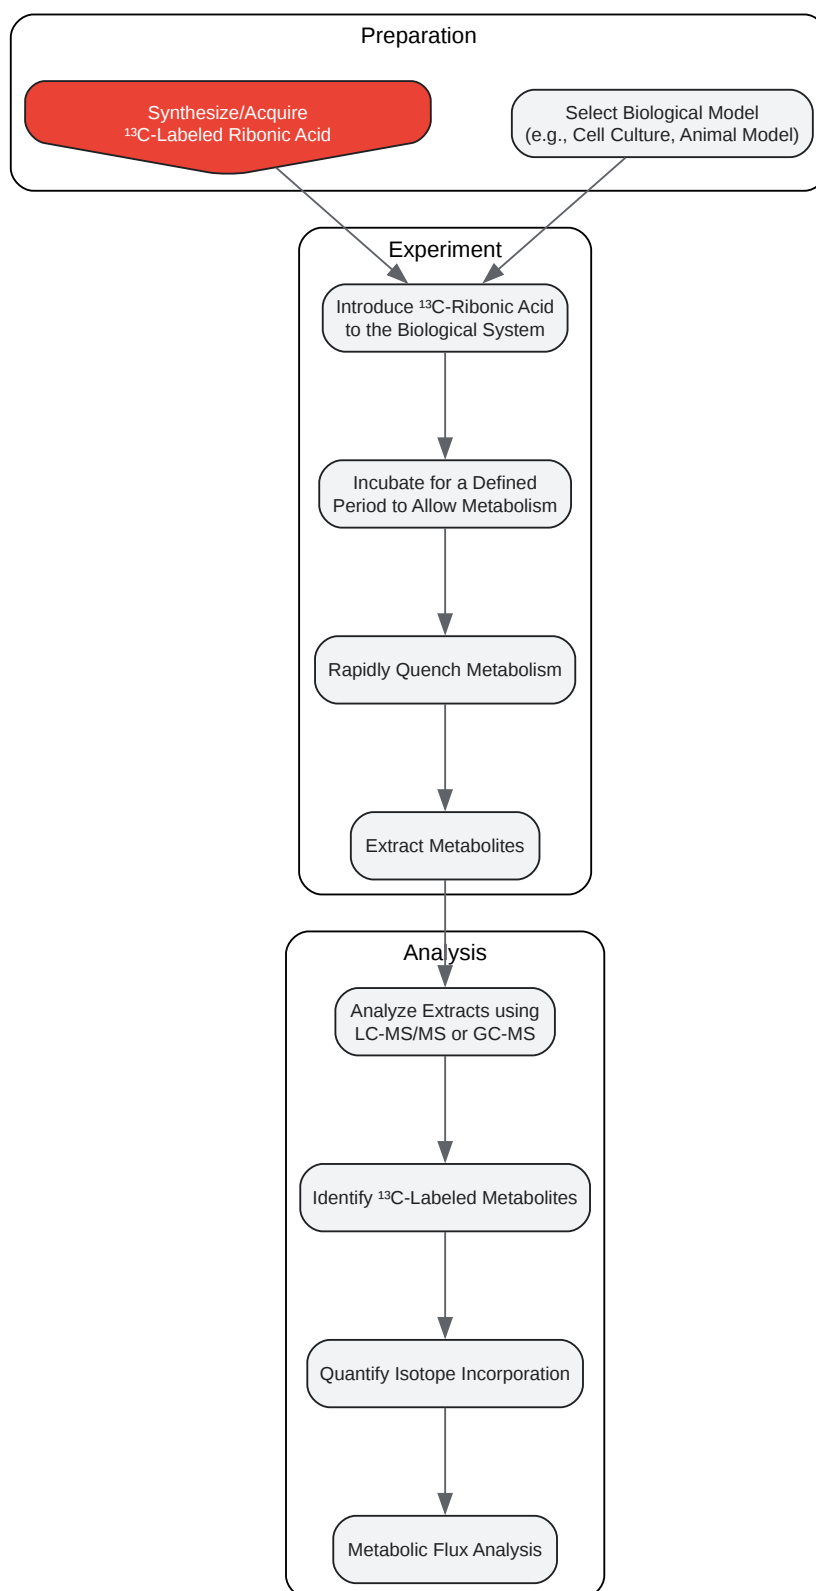 Preparation
Synthesize/Acquire
¹³C-Labeled Ribonic Acid
Select Biological Model
(e.g., Cell Culture, Animal Model)
Experiment
Introduce ¹³C-Ribonic Acid
to the Biological System
Incubate for a Defined
Period to Allow Metabolism
Rapidly Quench Metabolism
Extract Metabolites
Analysis
Analyze Extracts using
LC-MS/MS or GC-MS
Identify ¹³C-Labeled Metabolites
Quantify Isotope Incorporation
Metabolic Flux Analysis